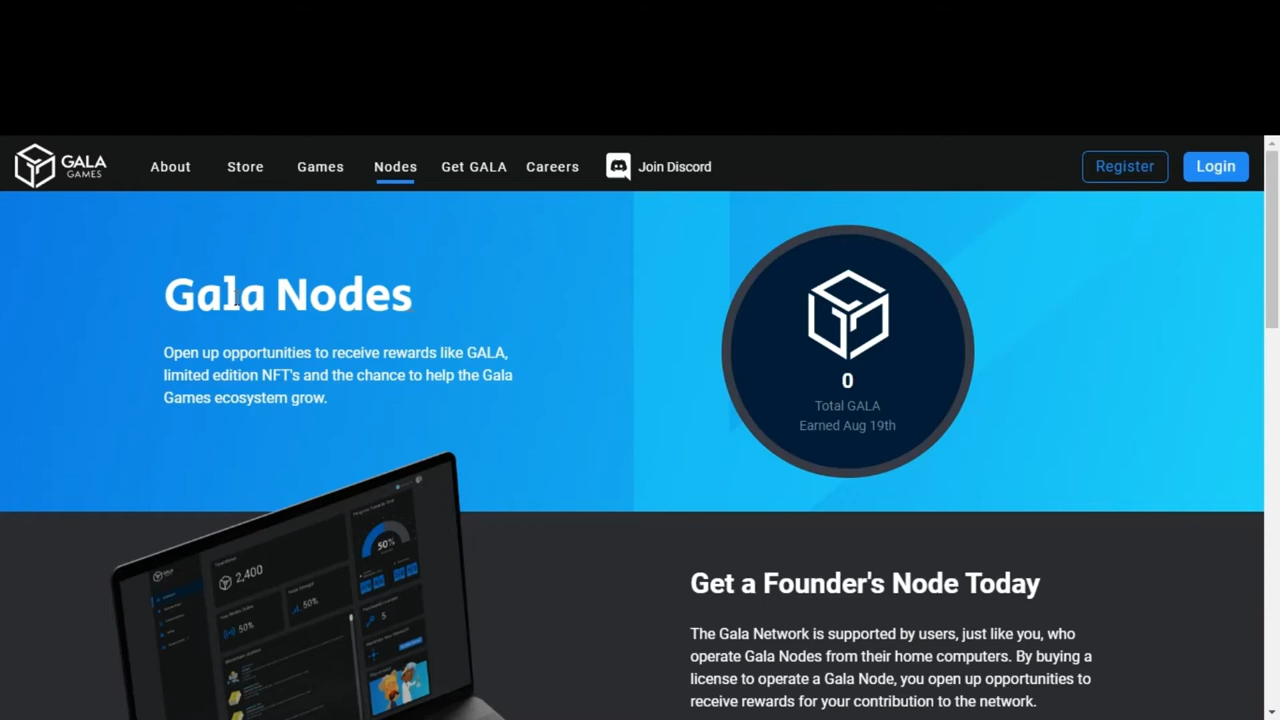 GALA
GAMES
About
Store
Games
Nodes
Get GALA
Careers
Join Discord
Register
Login
Gala Nodes
Open up opportunities to receive rewards like GALA,
limited edition NFT's and the chance to help the Gala
Games ecosystem grow.
0
Total GALA
Earned Aug 19th
2,400
50%
50%
50%
5
Get a Founder's Node Today
The Gala Network is supported by users, just like you, who
operate Gala Nodes from their home computers. By buying a
license to operate a Gala Node, you open up opportunities to
receive rewards for your contribution to the network.